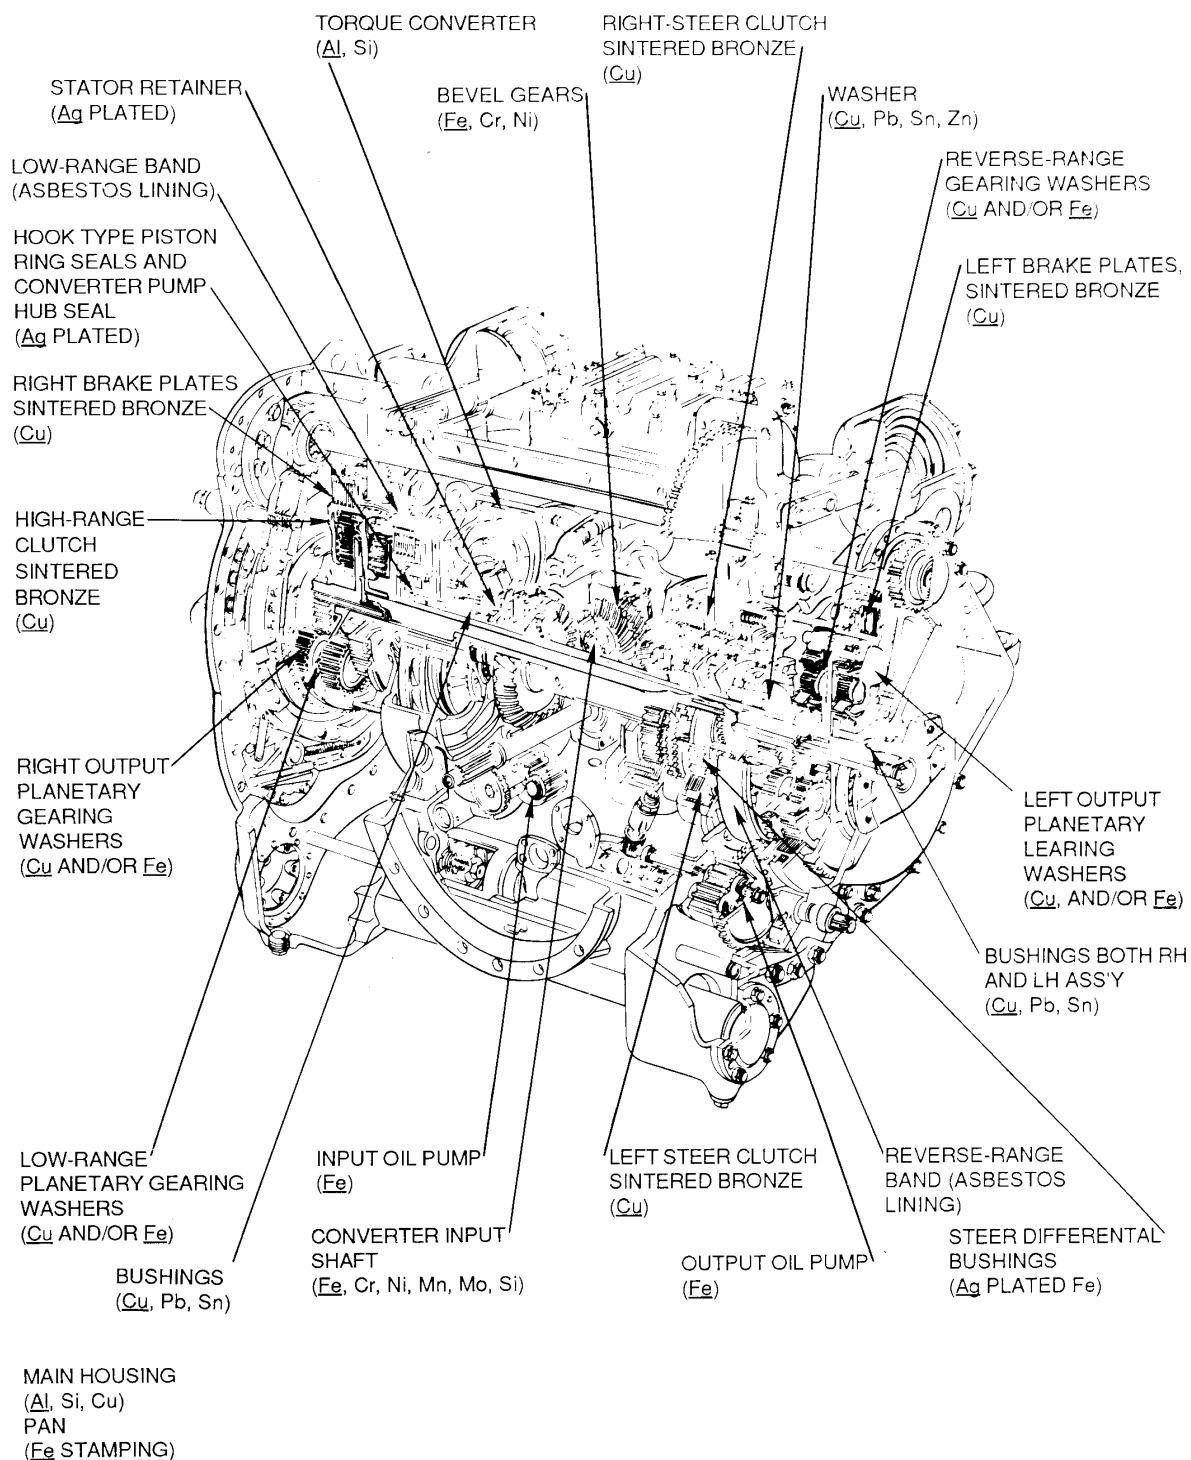 TORQUE CONVERTER
(Al, Si)
RIGHT-STEER CLUTCH
SINTERED BRONZE
(Cu)
STATOR RETAINER
(Ag PLATED)
BEVEL GEARS
(Fe, Cr, Ni)
WASHER
(Cu, Pb, Sn, Zn)
LOW-RANGE BAND
(ASBESTOS LINING)
REVERSE-RANGE
GEARING WASHERS
(Cu AND/OR Fe)
HOOK TYPE PISTON
RING SEALS AND
CONVERTER PUMP
HUB SEAL
(Ag PLATED)
LEFT BRAKE PLATES,
SINTERED BRONZE
(Cu)
RIGHT BRAKE PLATES
SINTERED BRONZE
(Cu)
HIGH-RANGE
CLUTCH
SINTERED
BRONZE
(Cu)
RIGHT OUTPUT
PLANETARY
GEARING
WASHERS
(Cu AND/OR Fe)
LEFT OUTPUT
PLANETARY
LEARING
WASHERS
(Cu, AND/OR Fe)
BUSHINGS BOTH RH
AND LH ASS'Y
(Cu, Pb, Sn)
LOW-RANGE
PLANETARY GEARING
WASHERS
(Cu AND/OR Fe)
INPUT OIL PUMP
(Fe)
LEFT STEER CLUTCH
SINTERED BRONZE
(Cu)
REVERSE-RANGE
BAND (ASBESTOS
LINING)
BUSHINGS
(Cu, Pb, Sn)
CONVERTER INPUT
SHAFT
(Fe, Cr, Ni, Mn, Mo, Si)
OUTPUT OIL PUMP
(Fe)
STEER DIFFERENTAL
BUSHINGS
(Ag PLATED Fe)
MAIN HOUSING
(Al, Si, Cu)
PAN
(Fe STAMPING)